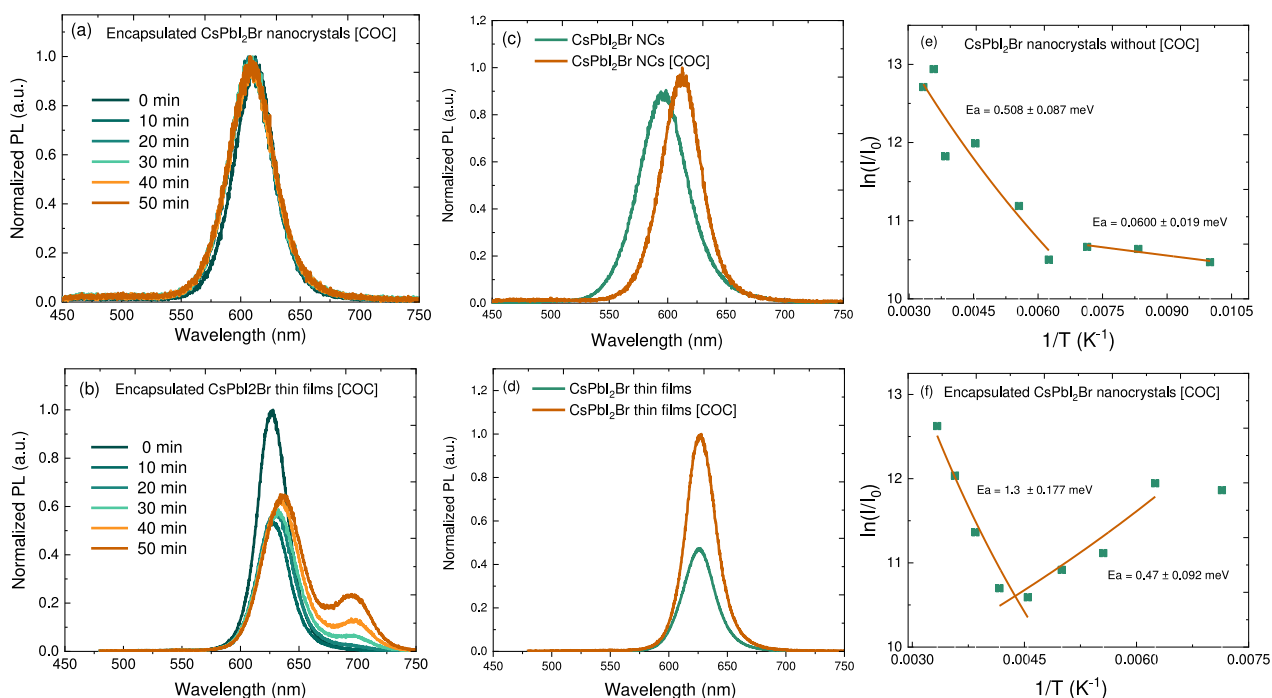 (a) Encapsulated CsPbI₂Br nanocrystals [COC]
Normalized PL (a.u.)
1.0
0.8
0.6
0.4
0.2
0.0
0 min
10 min
20 min
30 min
40 min
50 min
450 500 550 600 650 700 750
Wavelength (nm)
(c)
CsPbI₂Br NCs
CsPbI₂Br NCs [COC]
Normalized PL (a.u.)
1.2
1.0
0.8
0.6
0.4
0.2
0.0
450 500 550 600 650 700 750
Wavelength (nm)
(e) CsPbI₂Br nanocrystals without [COC]
ln(I/I₀)
13
12
11
10
Ea = 0.508 ± 0.087 meV
Ea = 0.0600 ± 0.019 meV
0.0030 0.0045 0.0060 0.0075 0.0090 0.0105
1/T (K⁻¹)
(b) Encapsulated CsPbI2Br thin films [COC]
Normalized PL (a.u.)
1.0
0.8
0.6
0.4
0.2
0.0
0 min
10 min
20 min
30 min
40 min
50 min
450 500 550 600 650 700 750
Wavelength (nm)
(d)
CsPbI₂Br thin films
CsPbI₂Br thin films [COC]
Normalized PL (a.u.)
1.2
1.0
0.8
0.6
0.4
0.2
0.0
450 500 550 600 650 700 750
Wavelength (nm)
(f) Encapsulated CsPbI₂Br nanocrystals [COC]
ln(I/I₀)
13
12
11
10
Ea = 1.3 ± 0.177 meV
Ea = 0.47 ± 0.092 meV
0.0030 0.0045 0.0060 0.0075
1/T (K⁻¹)